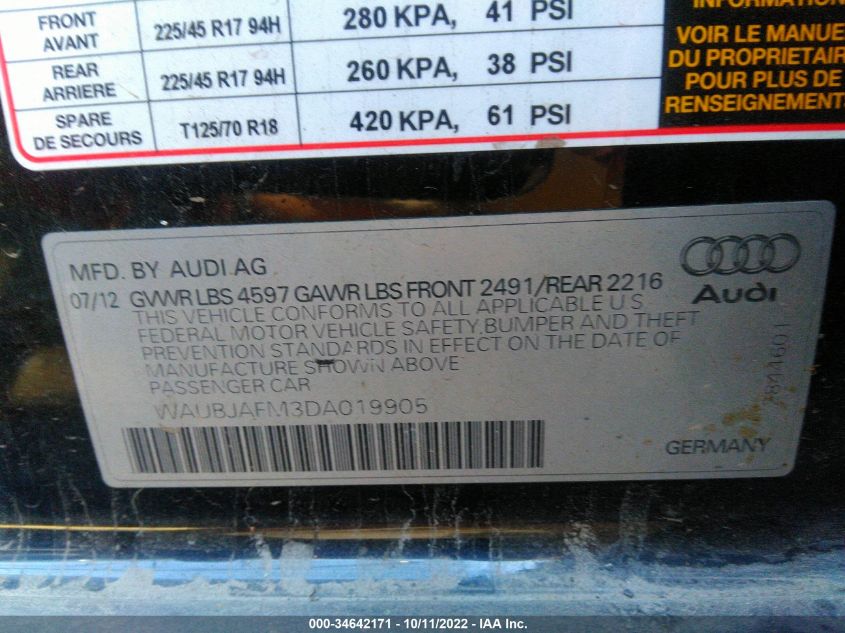 FRONT
AVANT
225/45 R17 94H
280 KPA, 41 PSI
REAR
ARRIERE
225/45 R17 94H
260 KPA, 38 PSI
SPARE
DE SECOURS
T125/70 R18
420 KPA, 61 PSI
INFORMATION
VOIR LE MANUE
DU PROPRIETAIR
POUR PLUS DE
RENSEIGNEMENT
MFD. BY AUDI AG
07/12 GVWR LBS 4597 GAWR LBS FRONT 2491/REAR 2216
THIS VEHICLE CONFORMS TO ALL APPLICABLE U.S.
FEDERAL MOTOR VEHICLE SAFETY, BUMPER AND THEFT
PREVENTION STANDARDS IN EFFECT ON THE DATE OF
MANUFACTURE SHOWN ABOVE
PASSENGER CAR
WAUBJAFM3DA019905
Audi
GERMANY
000-34642171 - 10/11/2022 - IAA Inc.